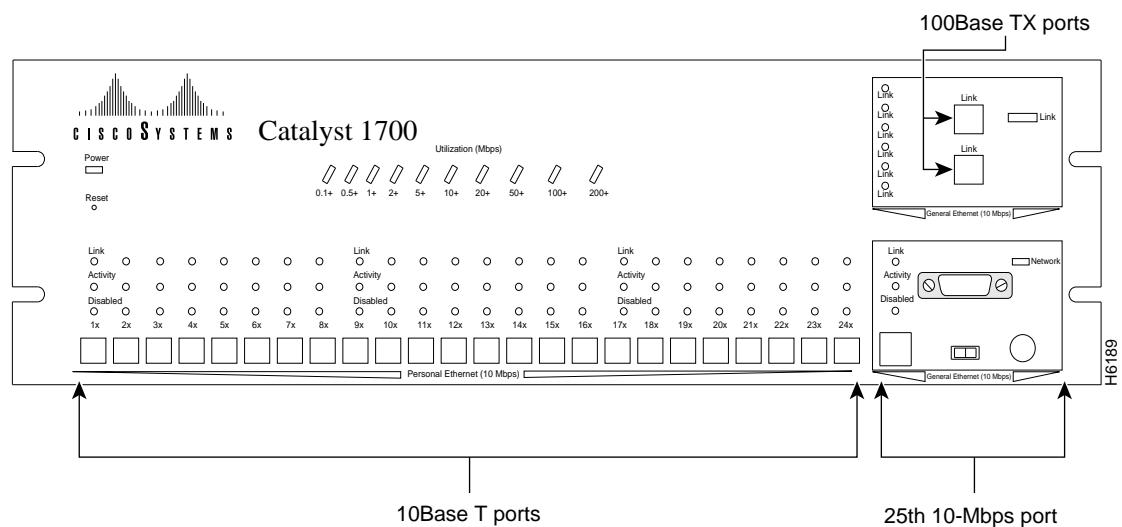 100Base TX ports
Link
Link
Link
Link
Link
Link
Link
Link
Link
CISCO SYSTEMS
Catalyst 1700
Power
Utilization (Mbps)
0.1+ 0.5+ 1+ 2+ 5+ 10+ 20+ 50+ 100+ 200+
Reset
General Ethernet (10 Mbps)
Link Link Link Link
Activity Activity Activity Activity
Network
Disabled Disabled Disabled Disabled
1x 2x 3x 4x 5x 6x 7x 8x 9x 10x 11x 12x 13x 14x 15x 16x 17x 18x 19x 20x 21x 22x 23x 24x
Personal Ethernet (10 Mbps)
General Ethernet (10 Mbps)
H6189
10Base T ports
25th 10-Mbps port